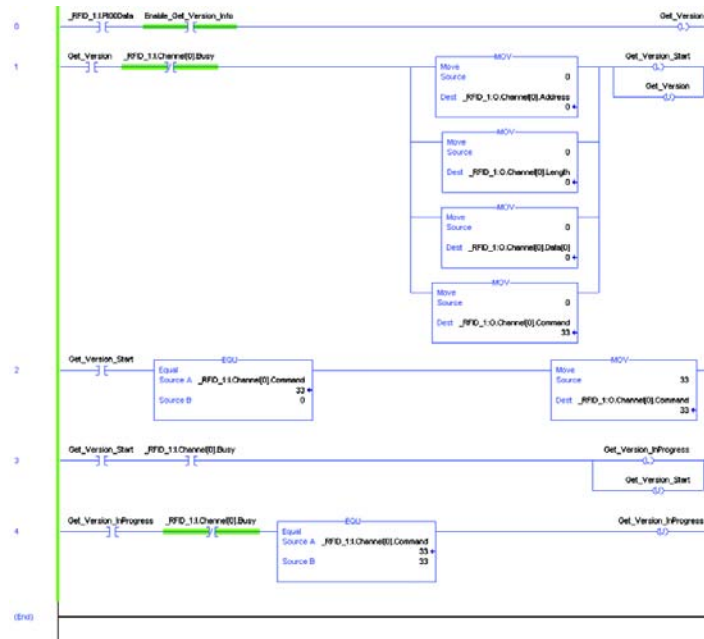 0
_RFID_1:I.Pt00Data Enable_Get_Version_Info Get_Version
L
1
Get_Version _RFID_1:I.Channel[0].Busy
MOV
Move
Source 0
Dest _RFID_1:O.Channel[0].Address
0
Get_Version_Start
L
Get_Version
U
MOV
Move
Source 0
Dest _RFID_1:O.Channel[0].Length
0
MOV
Move
Source 0
Dest _RFID_1:O.Channel[0].Data[0]
0
MOV
Move
Source 0
Dest _RFID_1:O.Channel[0].Command
33
2
Get_Version_Start
EQU
Equal
Source A _RFID_1:I.Channel[0].Command
33
Source B 0
MOV
Move
Source 33
Dest _RFID_1:O.Channel[0].Command
33
3
Get_Version_Start _RFID_1:I.Channel[0].Busy Get_Version_InProgress
L
Get_Version_Start
U
4
Get_Version_InProgress _RFID_1:I.Channel[0].Busy
EQU
Equal
Source A _RFID_1:I.Channel[0].Command
33
Source B 33
Get_Version_InProgress
U
(End)